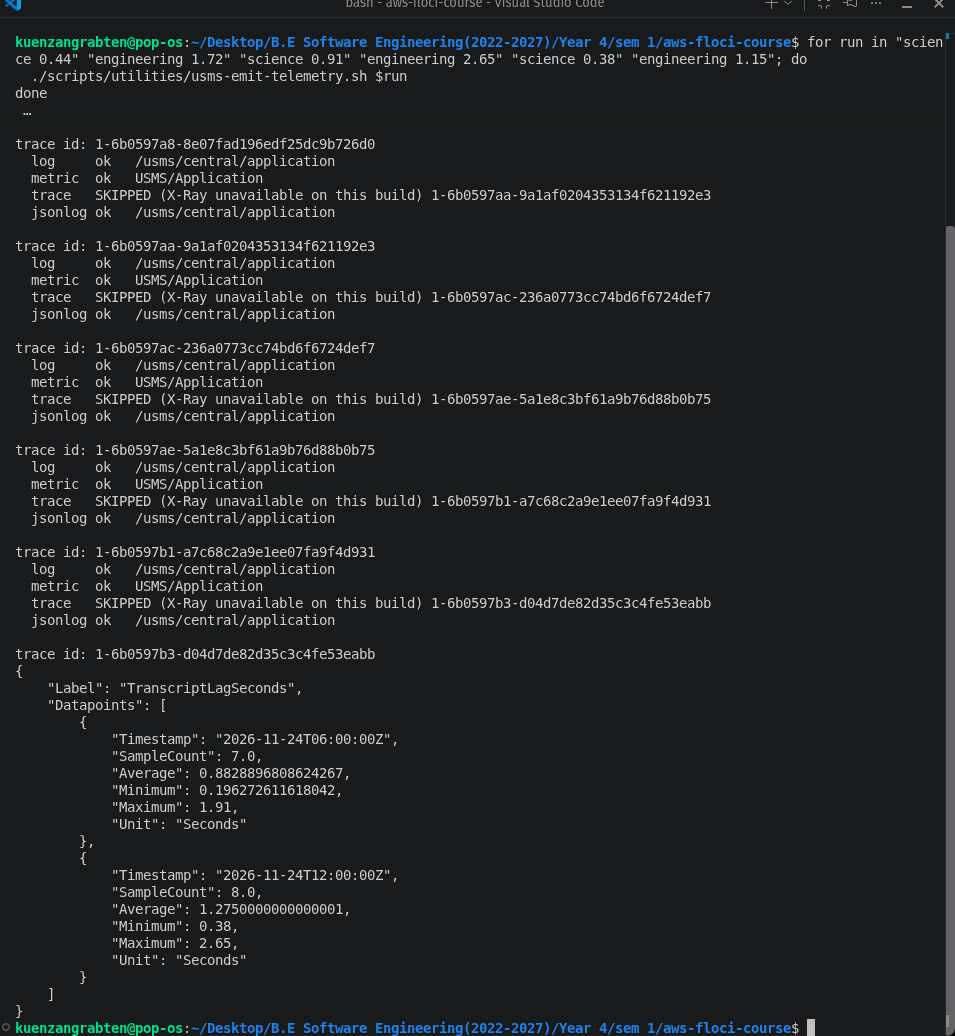 bash - aws-floci-course - Visual Studio Code
kuenzangrabten@pop-os:~/Desktop/B.E Software Engineering(2022-2027)/Year 4/sem 1/aws-floci-course$ for run in "scien
ce 0.44" "engineering 1.72" "science 0.91" "engineering 2.65" "science 0.38" "engineering 1.15"; do
  ./scripts/utilities/usms-emit-telemetry.sh $run
done
 …
trace id: 1-6b0597a8-8e07fad196edf25dc9b726d0
  log     ok   /usms/central/application
  metric  ok   USMS/Application
  trace   SKIPPED (X-Ray unavailable on this build) 1-6b0597aa-9a1af0204353134f621192e3
  jsonlog ok   /usms/central/application
trace id: 1-6b0597aa-9a1af0204353134f621192e3
  log     ok   /usms/central/application
  metric  ok   USMS/Application
  trace   SKIPPED (X-Ray unavailable on this build) 1-6b0597ac-236a0773cc74bd6f6724def7
  jsonlog ok   /usms/central/application
trace id: 1-6b0597ac-236a0773cc74bd6f6724def7
  log     ok   /usms/central/application
  metric  ok   USMS/Application
  trace   SKIPPED (X-Ray unavailable on this build) 1-6b0597ae-5a1e8c3bf61a9b76d88b0b75
  jsonlog ok   /usms/central/application
trace id: 1-6b0597ae-5a1e8c3bf61a9b76d88b0b75
  log     ok   /usms/central/application
  metric  ok   USMS/Application
  trace   SKIPPED (X-Ray unavailable on this build) 1-6b0597b1-a7c68c2a9e1ee07fa9f4d931
  jsonlog ok   /usms/central/application
trace id: 1-6b0597b1-a7c68c2a9e1ee07fa9f4d931
  log     ok   /usms/central/application
  metric  ok   USMS/Application
  trace   SKIPPED (X-Ray unavailable on this build) 1-6b0597b3-d04d7de82d35c3c4fe53eabb
  jsonlog ok   /usms/central/application
trace id: 1-6b0597b3-d04d7de82d35c3c4fe53eabb
{
    "Label": "TranscriptLagSeconds",
    "Datapoints": [
        {
            "Timestamp": "2026-11-24T06:00:00Z",
            "SampleCount": 7.0,
            "Average": 0.8828896808624267,
            "Minimum": 0.196272611618042,
            "Maximum": 1.91,
            "Unit": "Seconds"
        },
        {
            "Timestamp": "2026-11-24T12:00:00Z",
            "SampleCount": 8.0,
            "Average": 1.2750000000000001,
            "Minimum": 0.38,
            "Maximum": 2.65,
            "Unit": "Seconds"
        }
    ]
}
kuenzangrabten@pop-os:~/Desktop/B.E Software Engineering(2022-2027)/Year 4/sem 1/aws-floci-course$